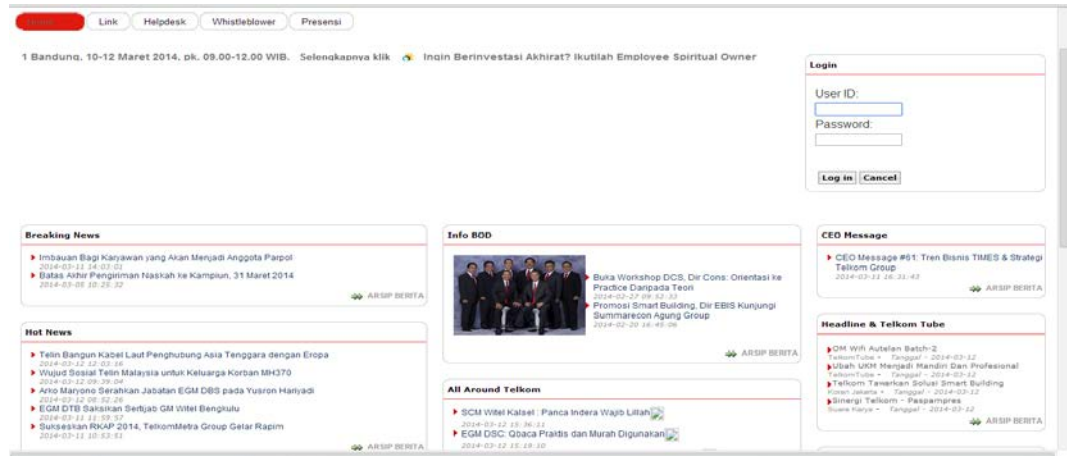 Home Link Helpdesk Whistleblower Presensi
1 Bandung, 10-12 Maret 2014, pk. 09.00-12.00 WIB. Selengkapnya klik Ingin Berinvestasi Akhirat? Ikutilah Employee Spiritual Owner
Login
User ID:
Password:
Log in Cancel
Breaking News
Imbauan Bagi Karyawan yang Akan Menjadi Anggota Parpol
2014-03-11 14:03:01
Batas Akhir Pengiriman Naskah ke Kampiun, 31 Maret 2014
2014-03-05 10:25:32
ARSIP BERITA
Hot News
Telin Bangun Kabel Laut Penghubung Asia Tenggara dengan Eropa
2014-03-12 12:03:16
Wujud Sosial Telin Malaysia untuk Keluarga Korban MH370
2014-03-12 09:39:04
Arko Maryono Serahkan Jabatan EGM DBS pada Yusron Hariyadi
2014-03-12 08:52:26
EGM DTB Saksikan Sertijab GM Witel Bengkulu
2014-03-11 11:59:57
Sukseskan RKAP 2014, TelkomMetra Group Gelar Rapim
2014-03-11 10:53:51
ARSIP BERITA
Info BOD
Buka Workshop DCS, Dir Cons: Orientasi ke
Practice Daripada Teori
2014-02-27 09:52:33
Promosi Smart Building, Dir EBIS Kunjungi
Summarecon Agung Group
2014-02-20 16:45:06
ARSIP BERITA
All Around Telkom
SCM Witel Kalsel : Panca Indera Wajib Lillah
2014-03-12 15:36:11
EGM DSC: Qbaca Praktis dan Murah Digunakan
2014-03-12 15:19:10
CEO Message
CEO Message #61: Tren Bisnis TIMES & Strategi
Telkom Group
2014-03-11 16:31:43
ARSIP BERITA
Headline & Telkom Tube
OM Wifi Autelan Batch-2
TelkomTube - Tanggal - 2014-03-12
Ubah UKM Menjadi Mandiri Dan Profesional
TelkomTube - Tanggal - 2014-03-12
Telkom Tawarkan Solusi Smart Building
Koran Jakarta - Tanggal - 2014-03-12
Sinergi Telkom - Paspampres
Suara Karya - Tanggal - 2014-03-12
ARSIP BERITA